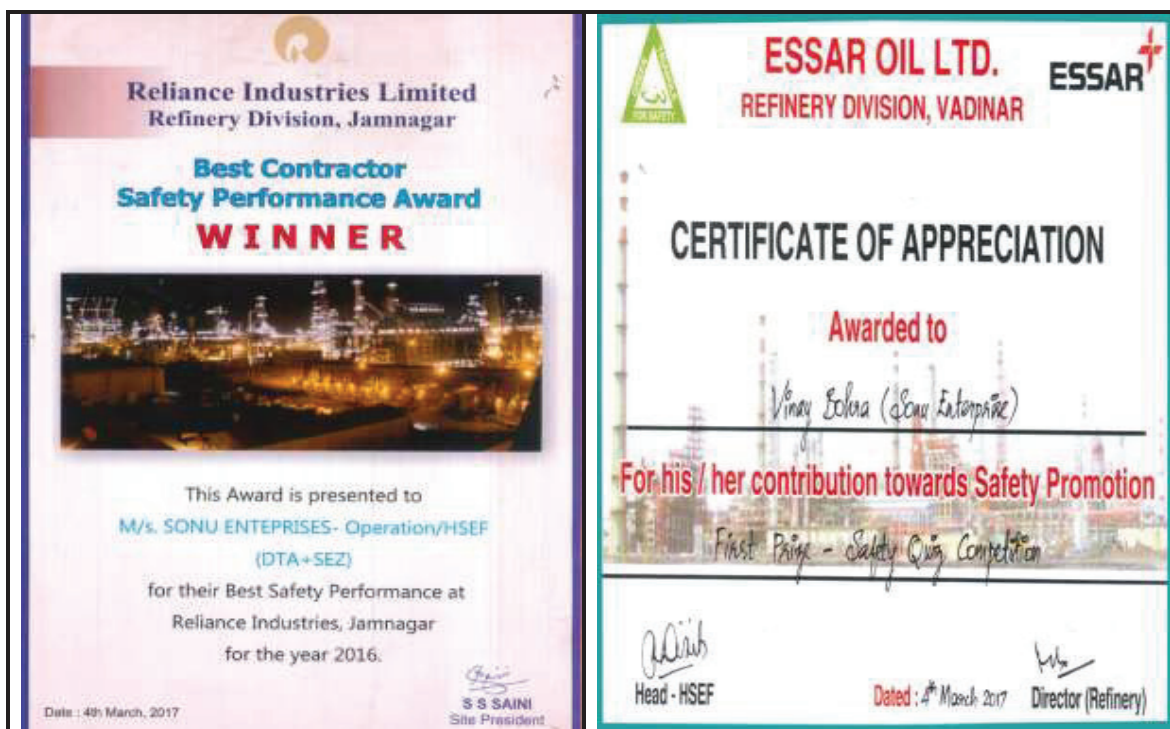 Reliance Industries Limited
Refinery Division, Jamnagar
Best Contractor
Safety Performance Award
WINNER
This Award is presented to
M/s. SONU ENTEPRISES- Operation/HSEF
(DTA+SEZ)
for their Best Safety Performance at
Reliance Industries, Jamnagar
for the year 2016.
S S SAINI
Date : 4th March, 2017
Site President
ESSAR OIL LTD.
REFINERY DIVISION, VADINAR
ESSAR
3
FOR SAFETY
CERTIFICATE OF APPRECIATION
Awarded to
Vinay Bohra (Sonu Enterprise)
For his / her contribution towards Safety Promotion
First Prize - Safety Quiz Competition
Head - HSEF
Dated : 4th March 2017
Director (Refinery)